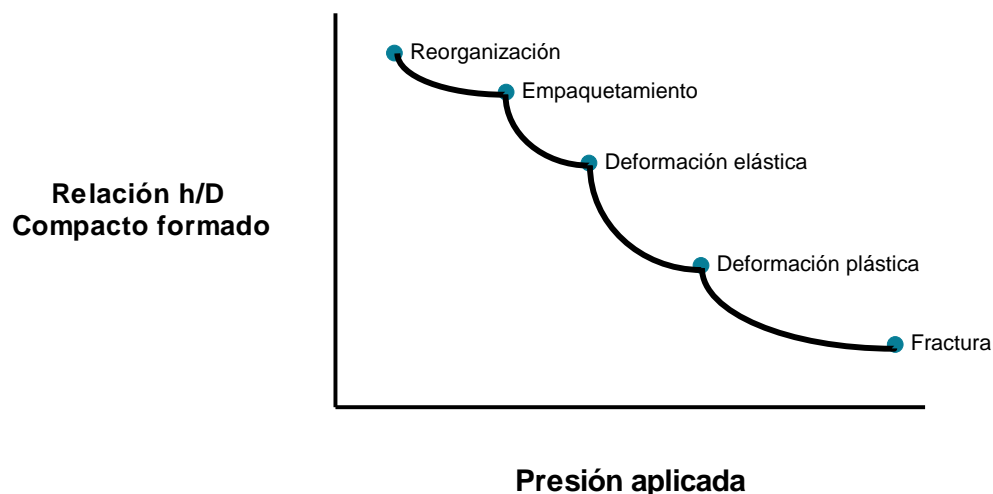 Reorganización
Empaquetamiento
Deformación elástica
Relación h/D
Compacto formado
Deformación plástica
Fractura
Presión aplicada